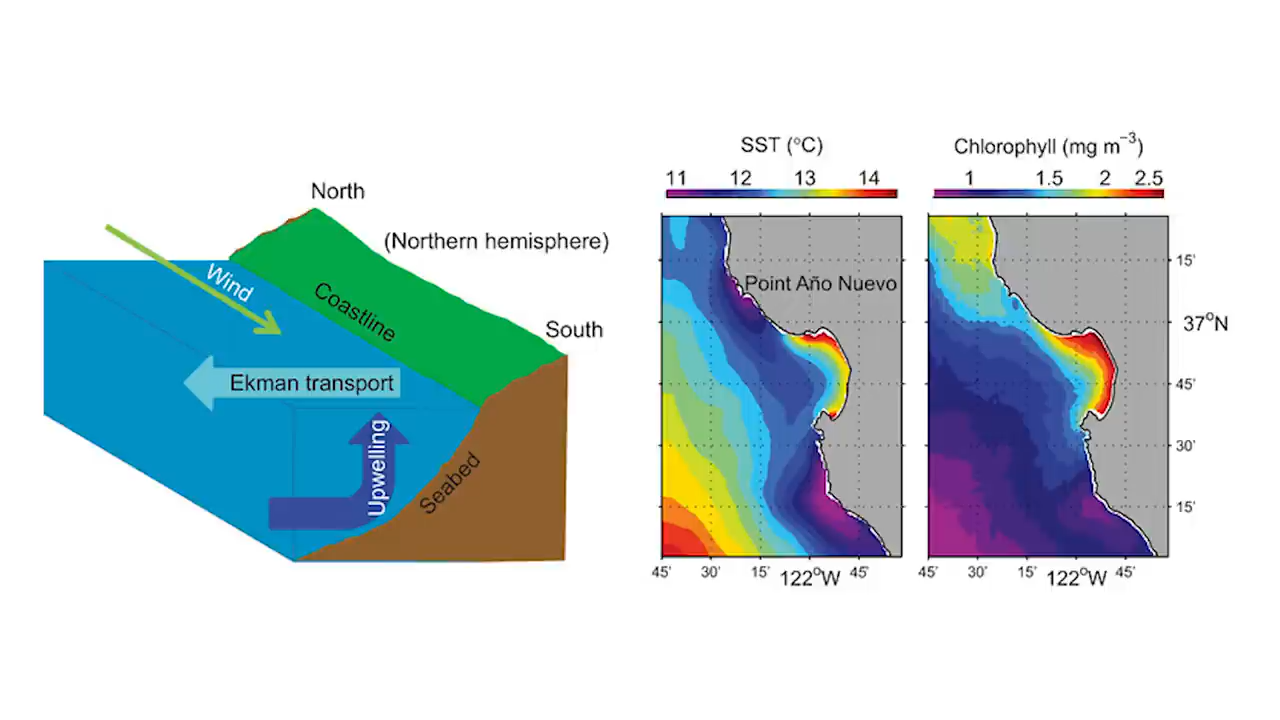 North
(Northern hemisphere)
Wind
Coastline
South
Ekman transport
Upwelling
Seabed
SST (°C)
11 12 13 14
Point Año Nuevo
45' 30' 15' 122°W 45'
Chlorophyll (mg m⁻³)
1 1.5 2 2.5
15'
37°N
45'
30'
15'
45' 30' 15' 122°W 45'